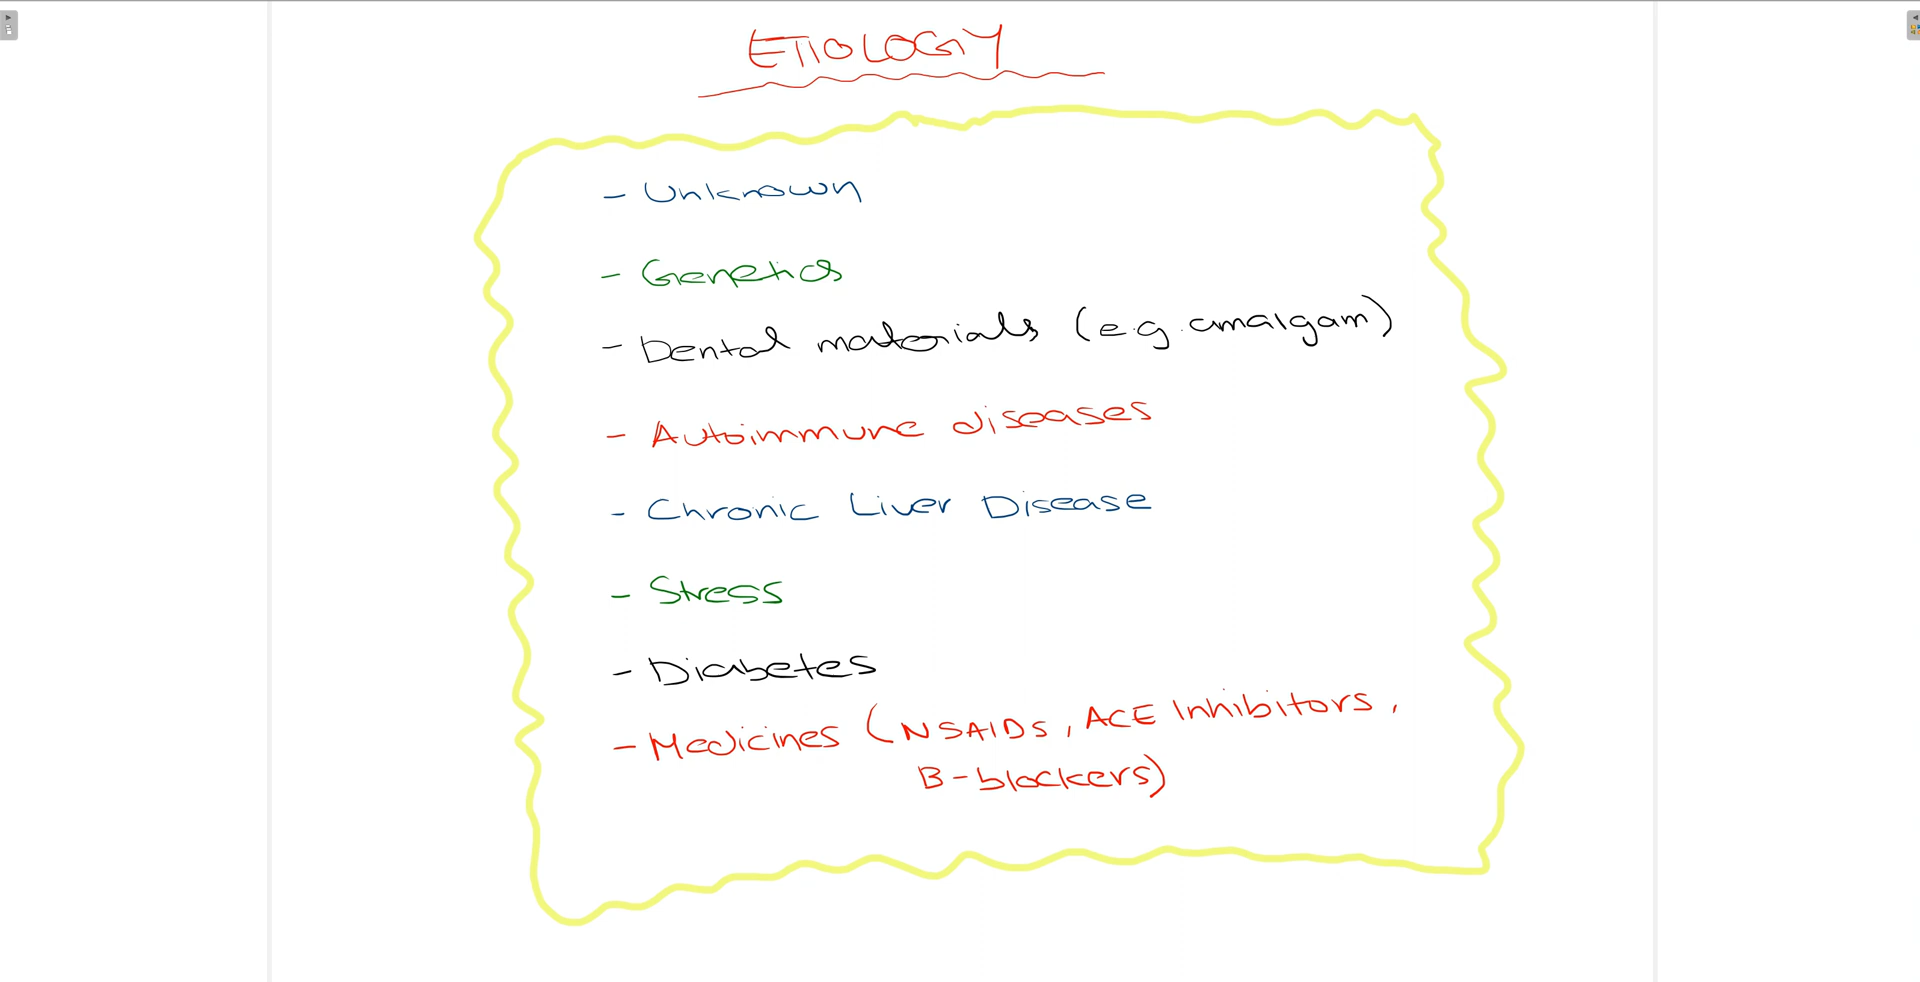 ETIOLOGY
- Unknown
- Genetics
- Dental materials (e.g. amalgam)
- Autoimmune diseases
- Chronic Liver Disease
- Stress
- Diabetes
- Medicines (NSAIDS, ACE Inhibitors,
B-blockers)